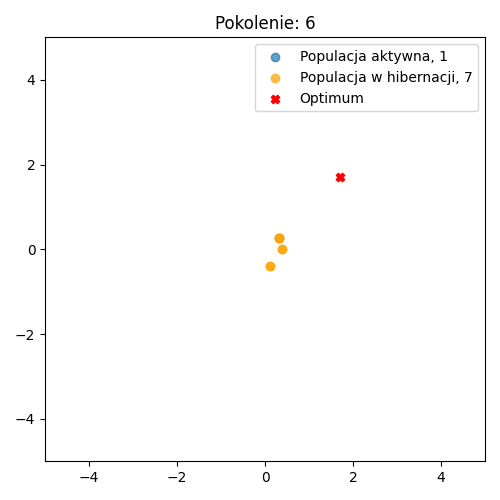 Pokolenie: 6
Populacja aktywna, 1
Populacja w hibernacji, 7
Optimum
4
2
0
−2
−4
−4
−2
0
2
4